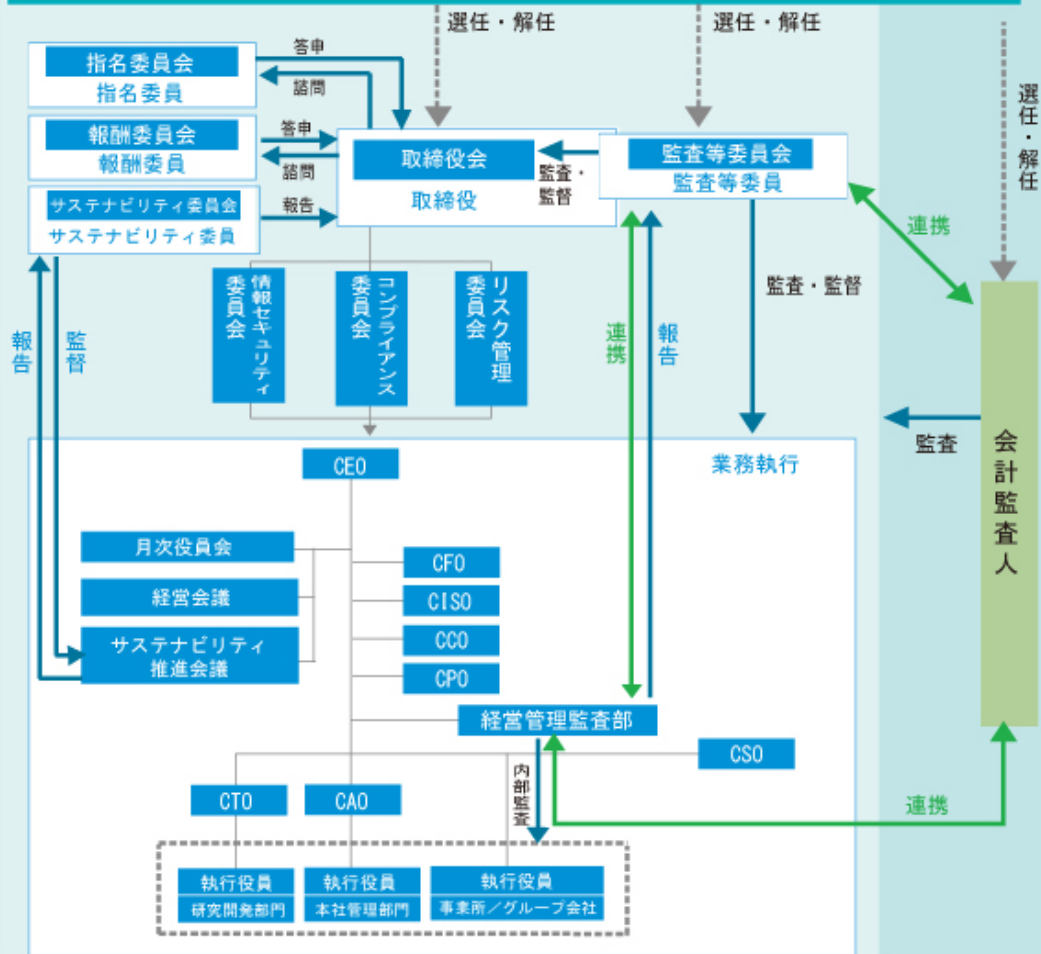 選任・解任
選任・解任
選任・解任
指名委員会
指名委員
答申
諮問
報酬委員会
報酬委員
答申
諮問
サステナビリティ委員会
サステナビリティ委員
報告
取締役会
取締役
監査・
監督
監査等委員会
監査等委員
連携
監査・監督
情報セキュリティ
委員会
コンプライアンス
委員会
リスク管理
委員会
報告
監督
連携
報告
監査
会計監査人
業務執行
CEO
月次役員会
経営会議
サステナビリティ
推進会議
CFO
CISO
CCO
CPO
経営管理監査部
CSO
CTO
CAO
内部監査
連携
執行役員
研究開発部門
執行役員
本社管理部門
執行役員
事業所／グループ会社